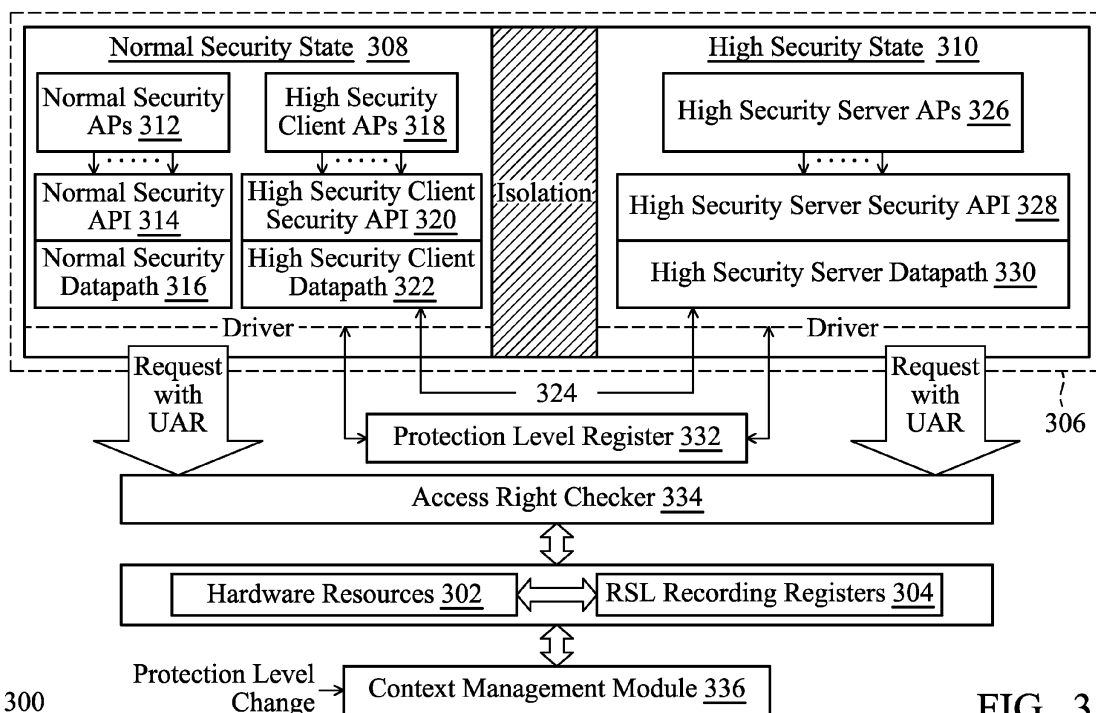 Normal Security State 308
High Security State 310
Normal Security
APs 312
High Security
Client APs 318
High Security Server APs 326
Isolation
Normal Security
API 314
High Security Client
Security API 320
High Security Server Security API 328
Normal Security
Datapath 316
High Security Client
Datapath 322
High Security Server Datapath 330
Driver
Driver
Request
with
UAR
324
Request
with
UAR
306
Protection Level Register 332
Access Right Checker 334
Hardware Resources 302
RSL Recording Registers 304
Protection Level
Change
Context Management Module 336
300
FIG. 3